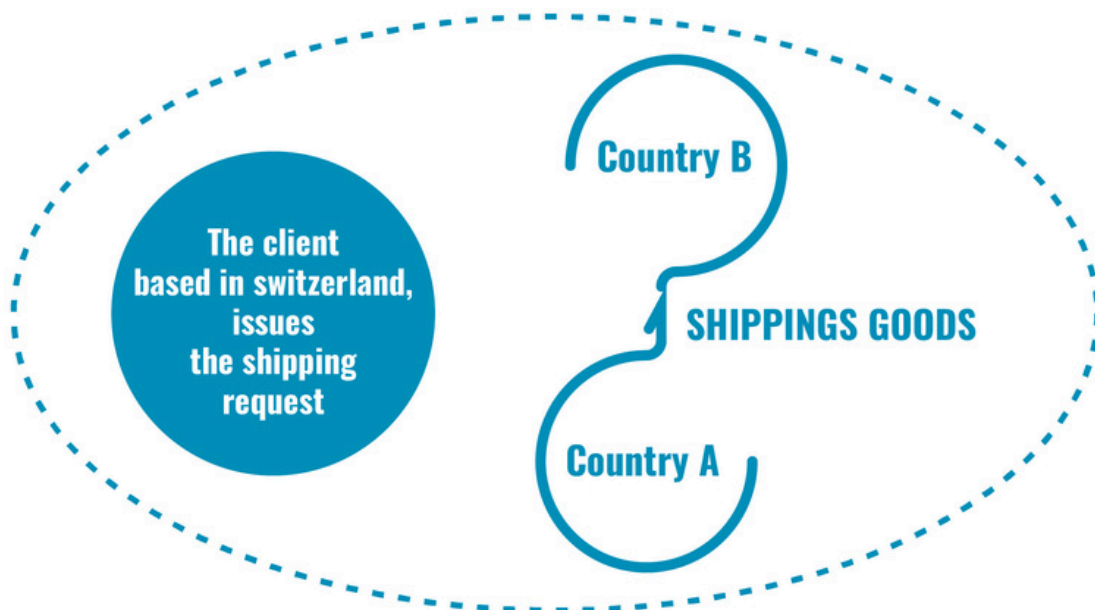 The client
based in switzerland,
issues
the shipping
request
Country B
SHIPPINGS GOODS
Country A